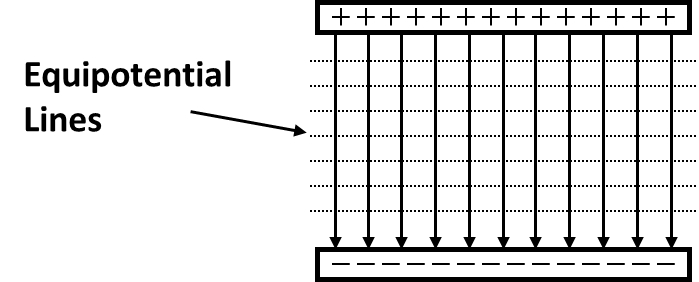 + + + + + + + + + + + + + +
Equipotential
Lines
— — — — — — — — — — — — — —